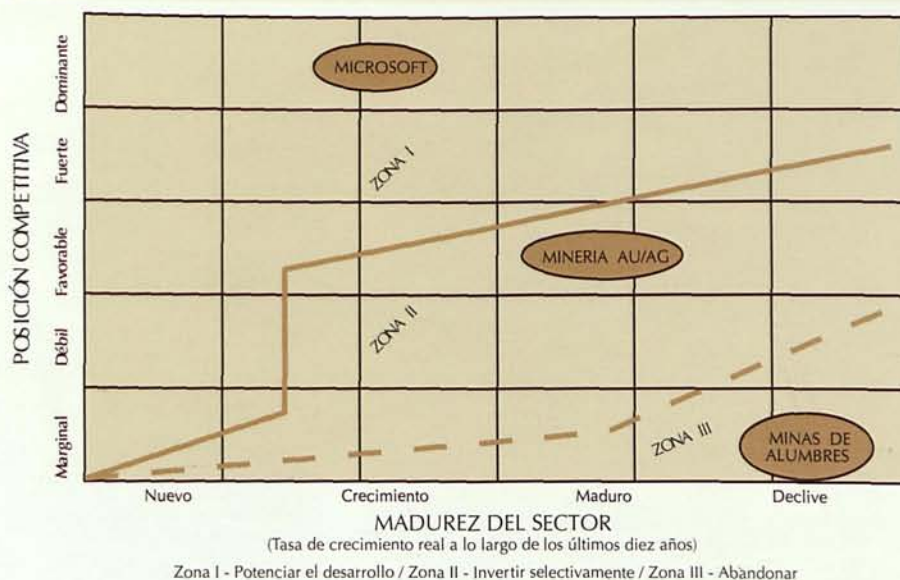 POSICIÓN COMPETITIVA
Dominante
Fuerte
Favorable
Débil
Marginal
MICROSOFT
ZONA I
MINERIA AU/AG
ZONA II
ZONA III
MINAS DE
ALUMBRES
Nuevo Crecimiento Maduro Declive
MADUREZ DEL SECTOR
(Tasa de crecimiento real a lo largo de los últimos diez años)
Zona I - Potenciar el desarrollo / Zona II - Invertir selectivamente / Zona III - Abandonar